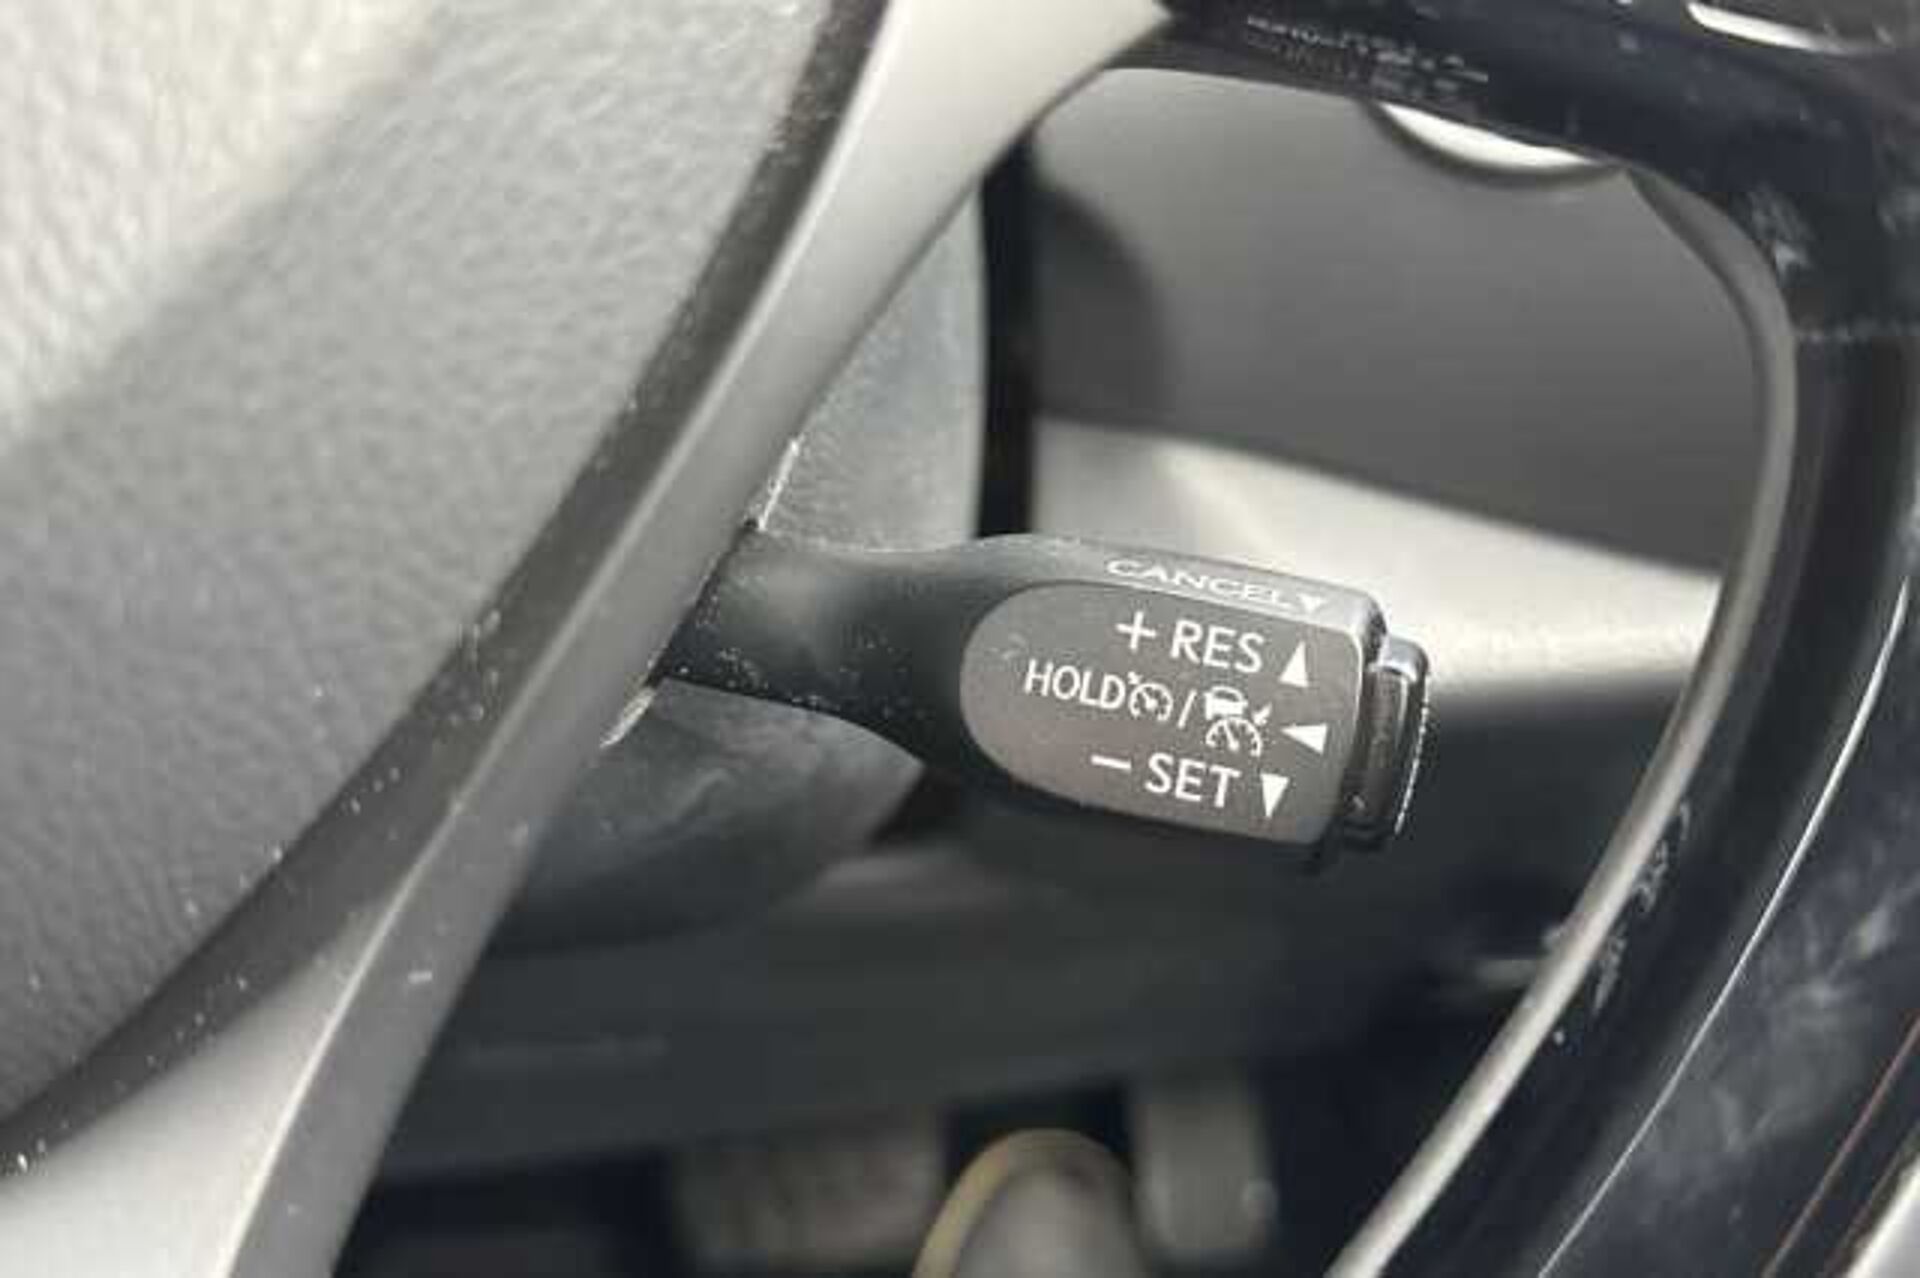 CANCEL
+ RES
HOLD /
- SET